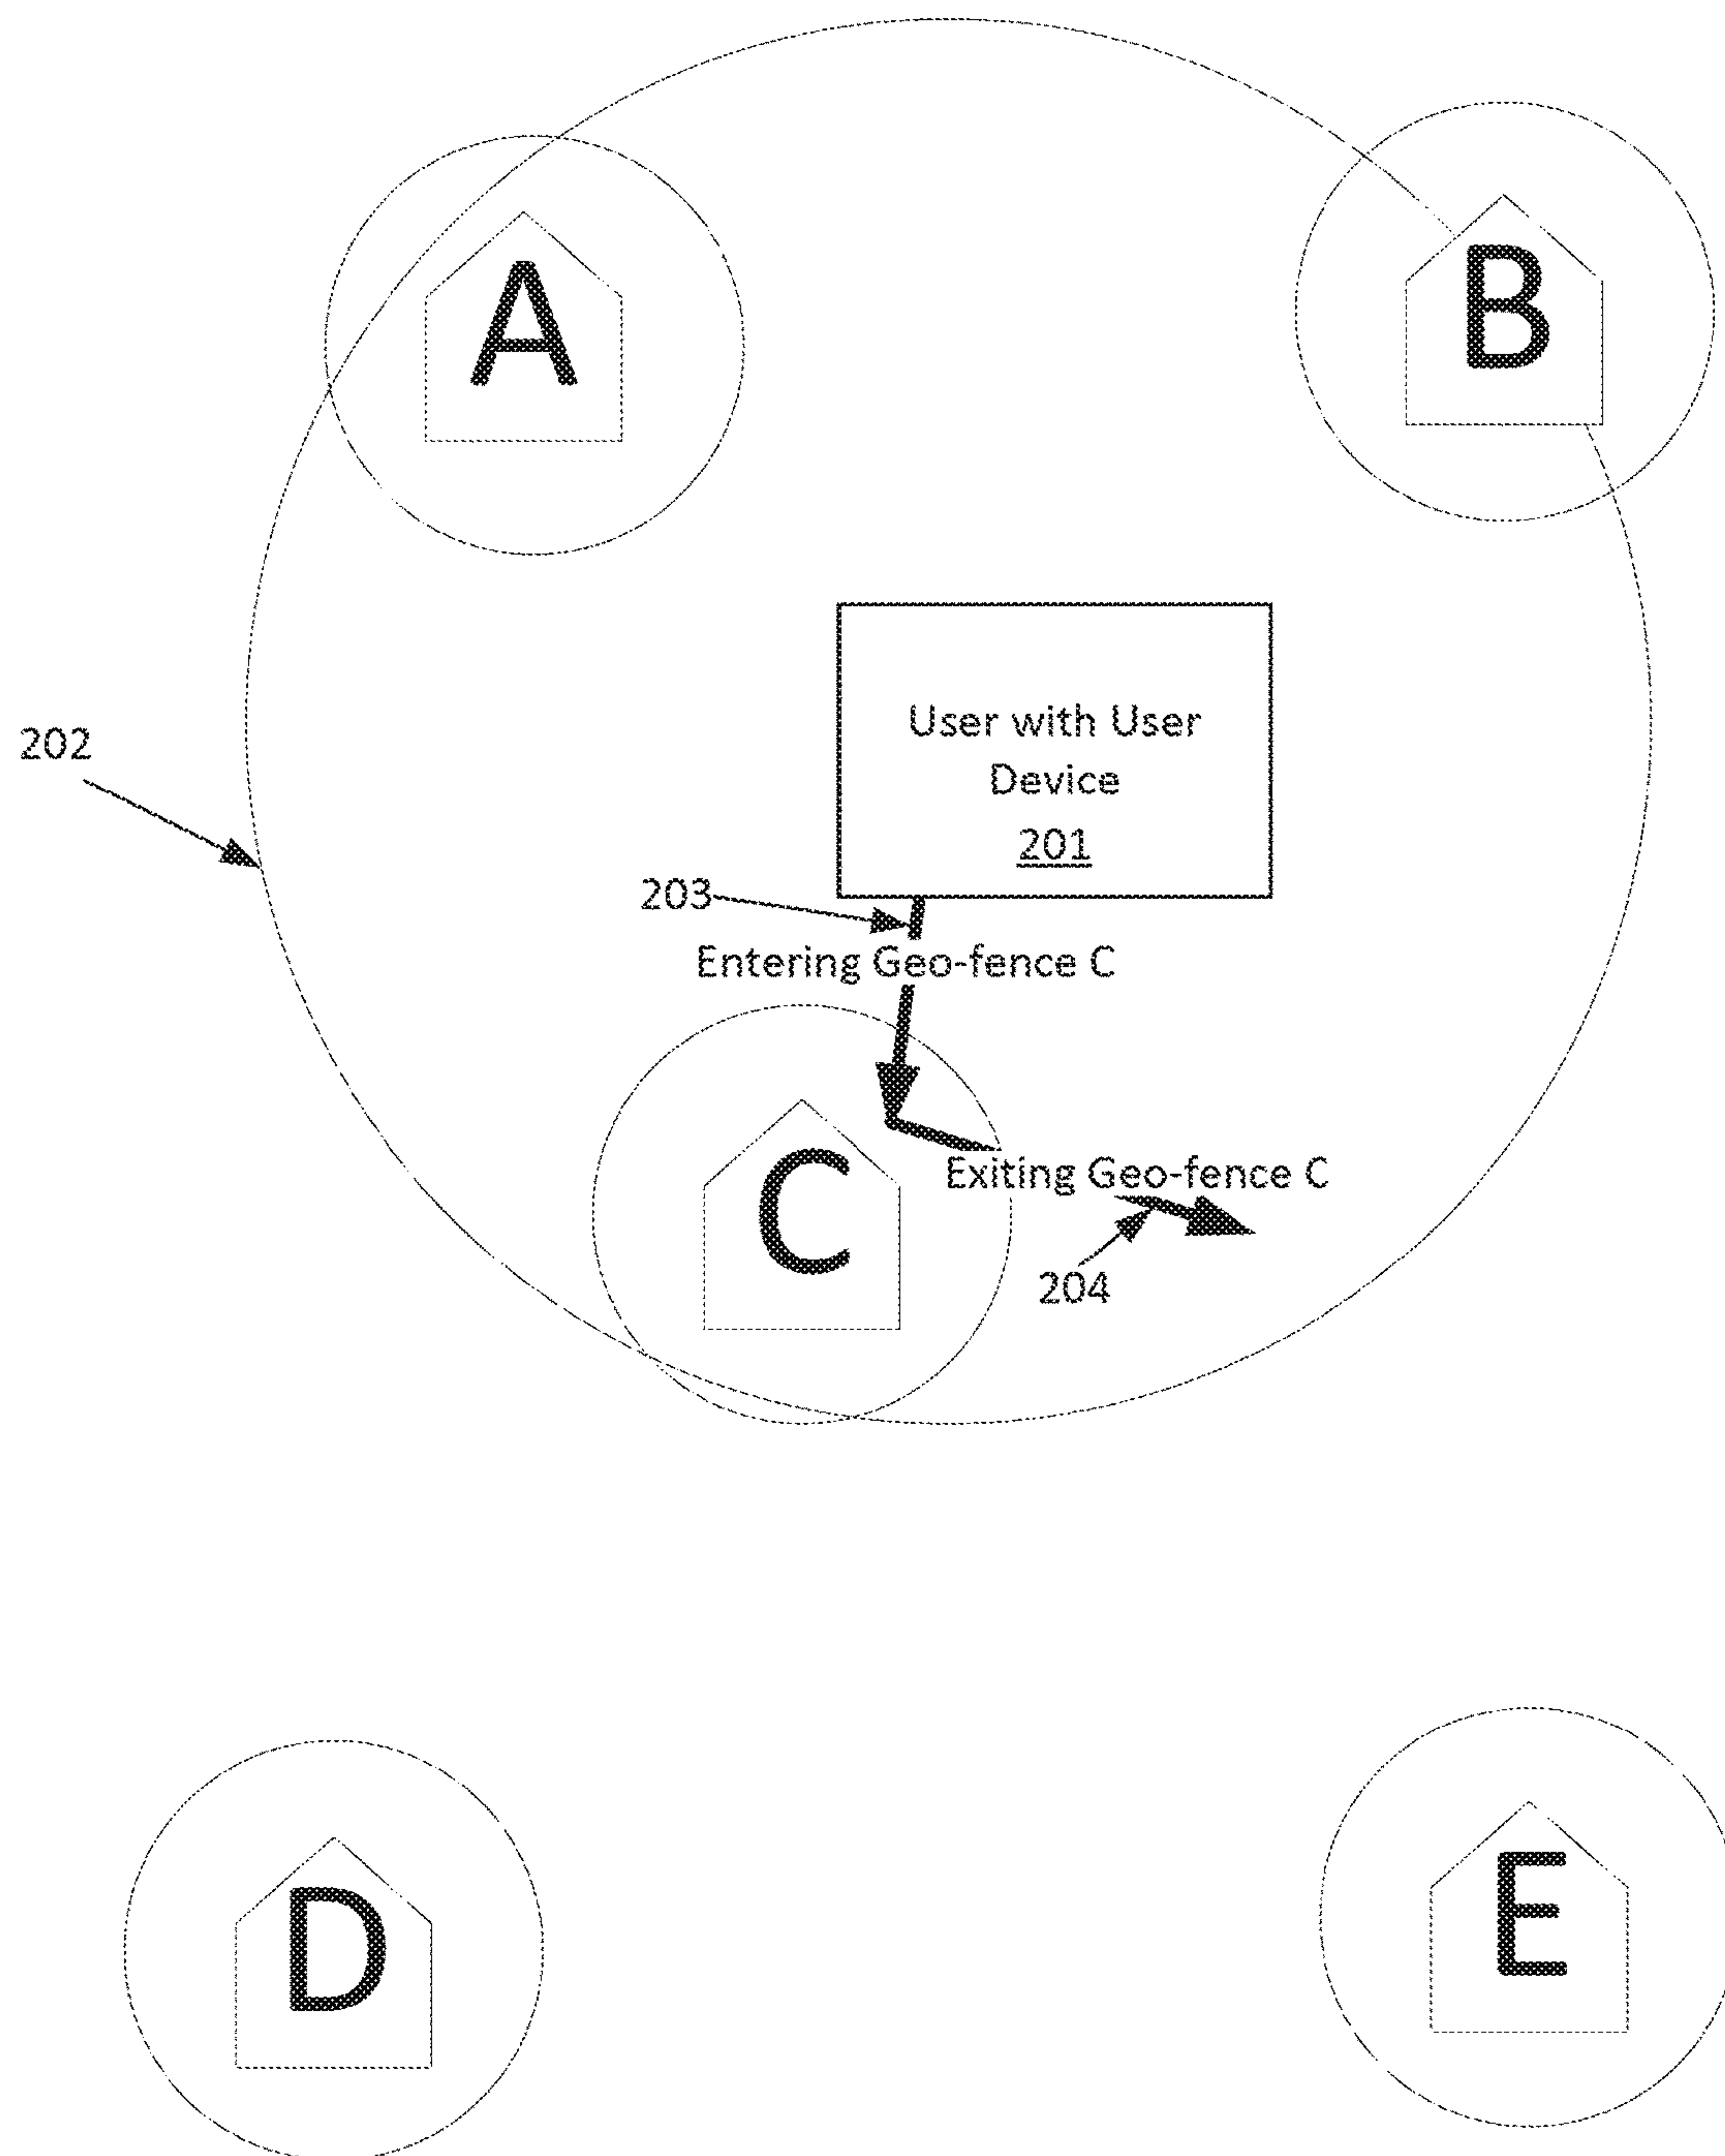 A
B
User with User
Device
201
202
203
Entering Geo-fence C
C
Exiting Geo-fence C
204
D
E